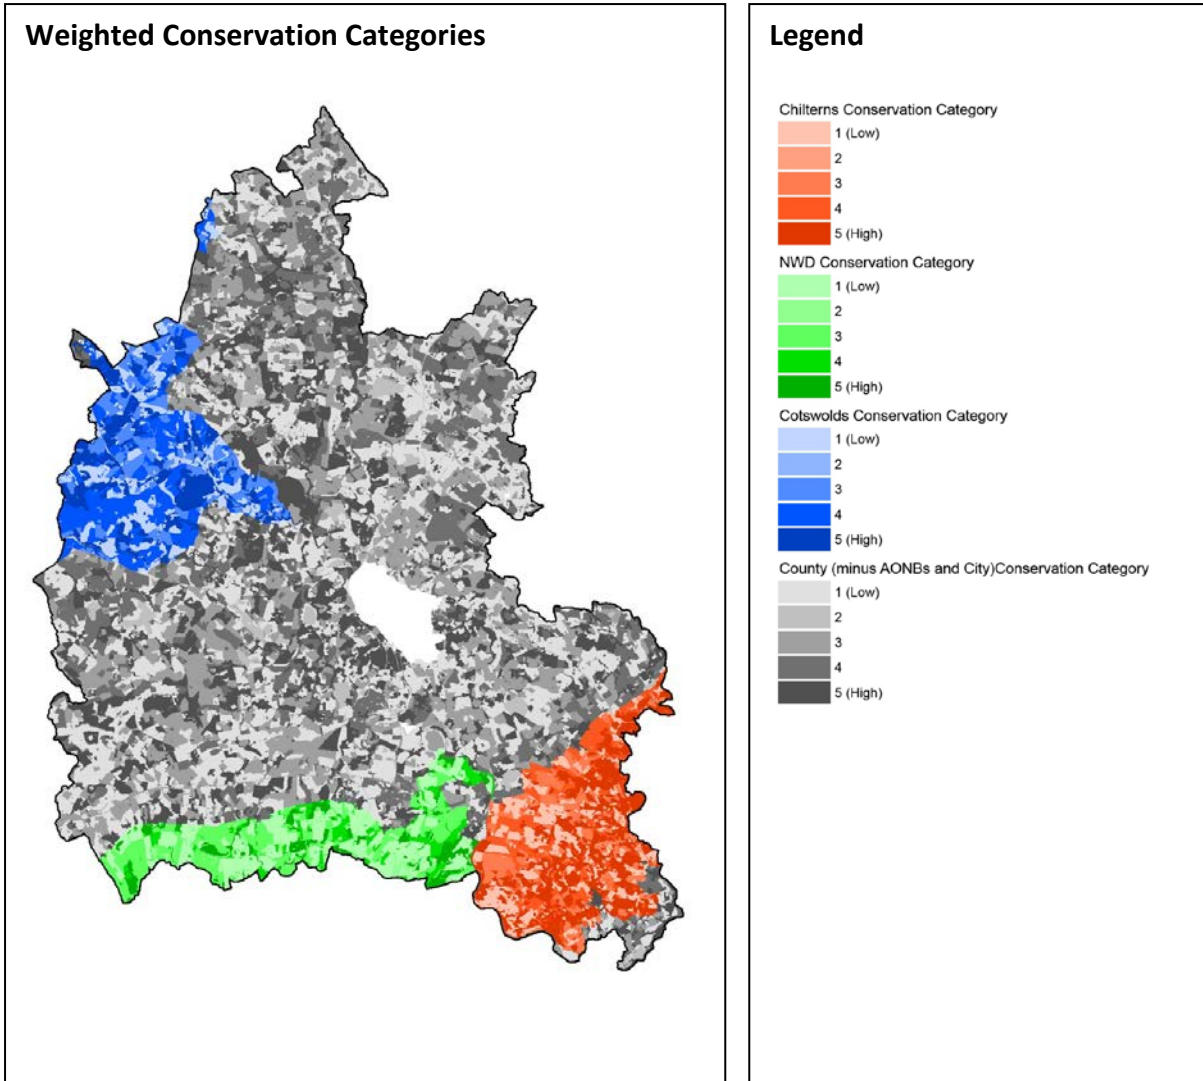 Weighted Conservation Categories
Legend
Chilterns Conservation Category
1 (Low)
2
3
4
5 (High)
NWD Conservation Category
1 (Low)
2
3
4
5 (High)
Cotswolds Conservation Category
1 (Low)
2
3
4
5 (High)
County (minus AONBs and City)Conservation Category
1 (Low)
2
3
4
5 (High)